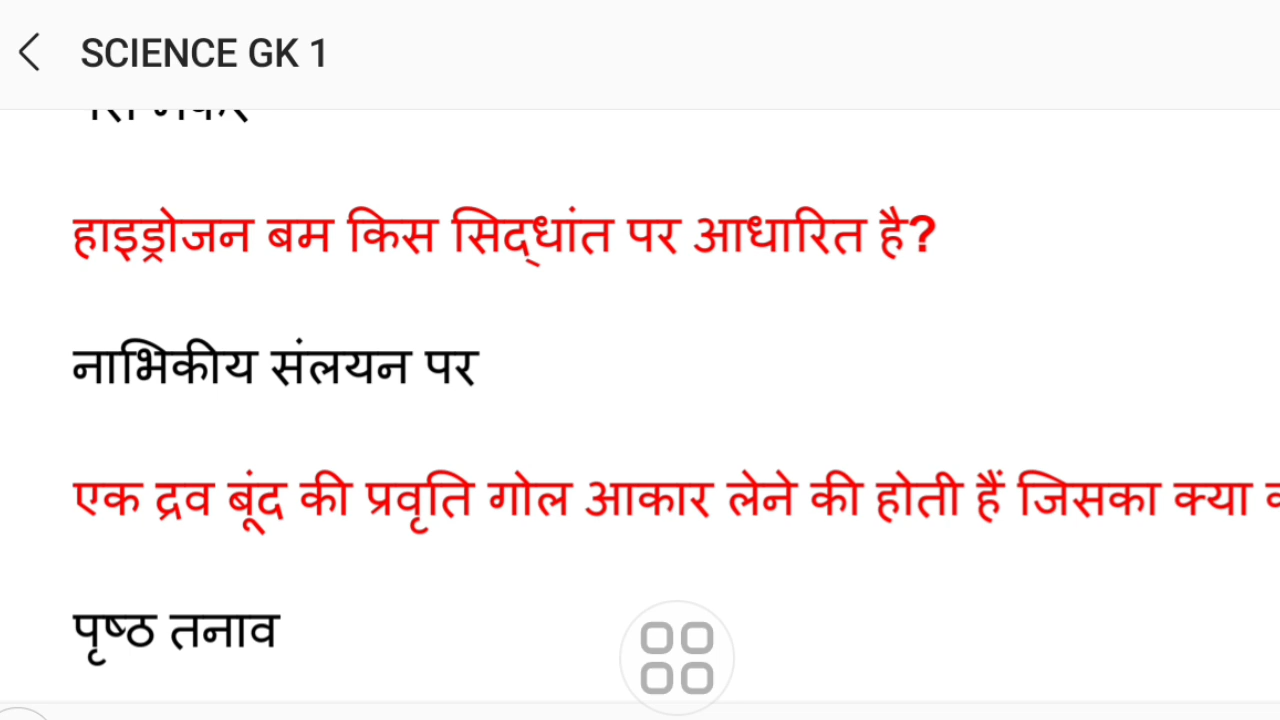 SCIENCE GK 1
हाइड्रोजन बम किस सिद्धांत पर आधारित है?
नाभिकीय संलयन पर
एक द्रव बूंद की प्रवृति गोल आकार लेने की होती हैं जिसका क्या
पृष्ठ तनाव